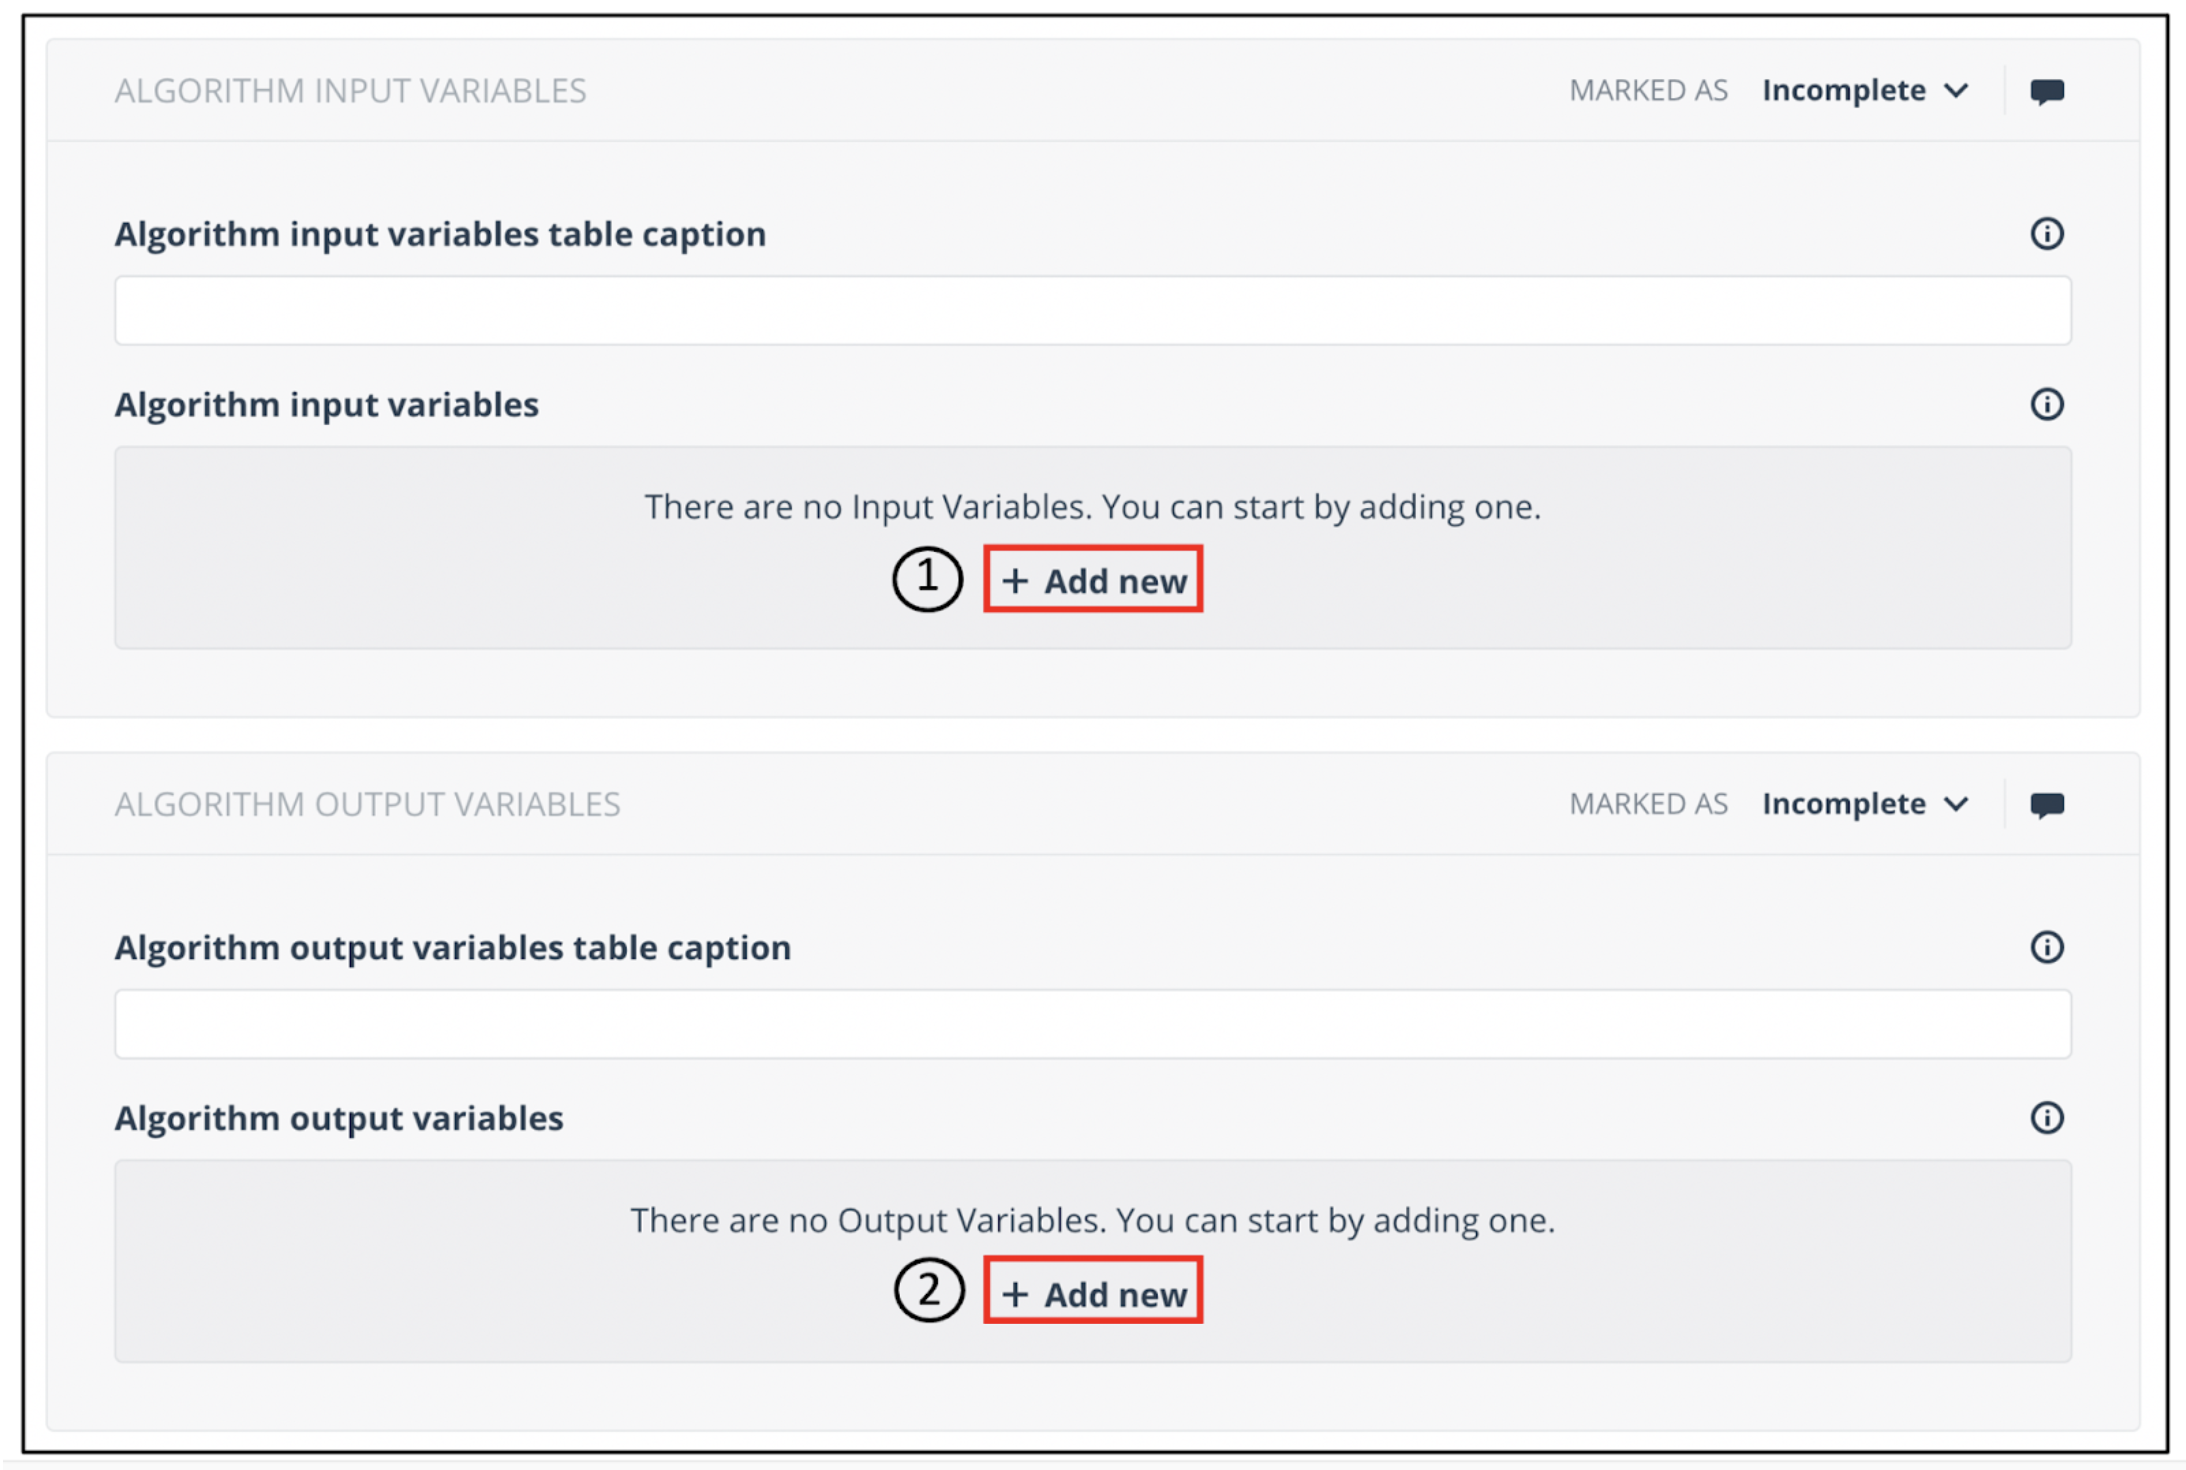 ALGORITHM INPUT VARIABLES MARKED AS Incomplete
Algorithm input variables table caption
Algorithm input variables
There are no Input Variables. You can start by adding one.
1 + Add new
ALGORITHM OUTPUT VARIABLES MARKED AS Incomplete
Algorithm output variables table caption
Algorithm output variables
There are no Output Variables. You can start by adding one.
2 + Add new